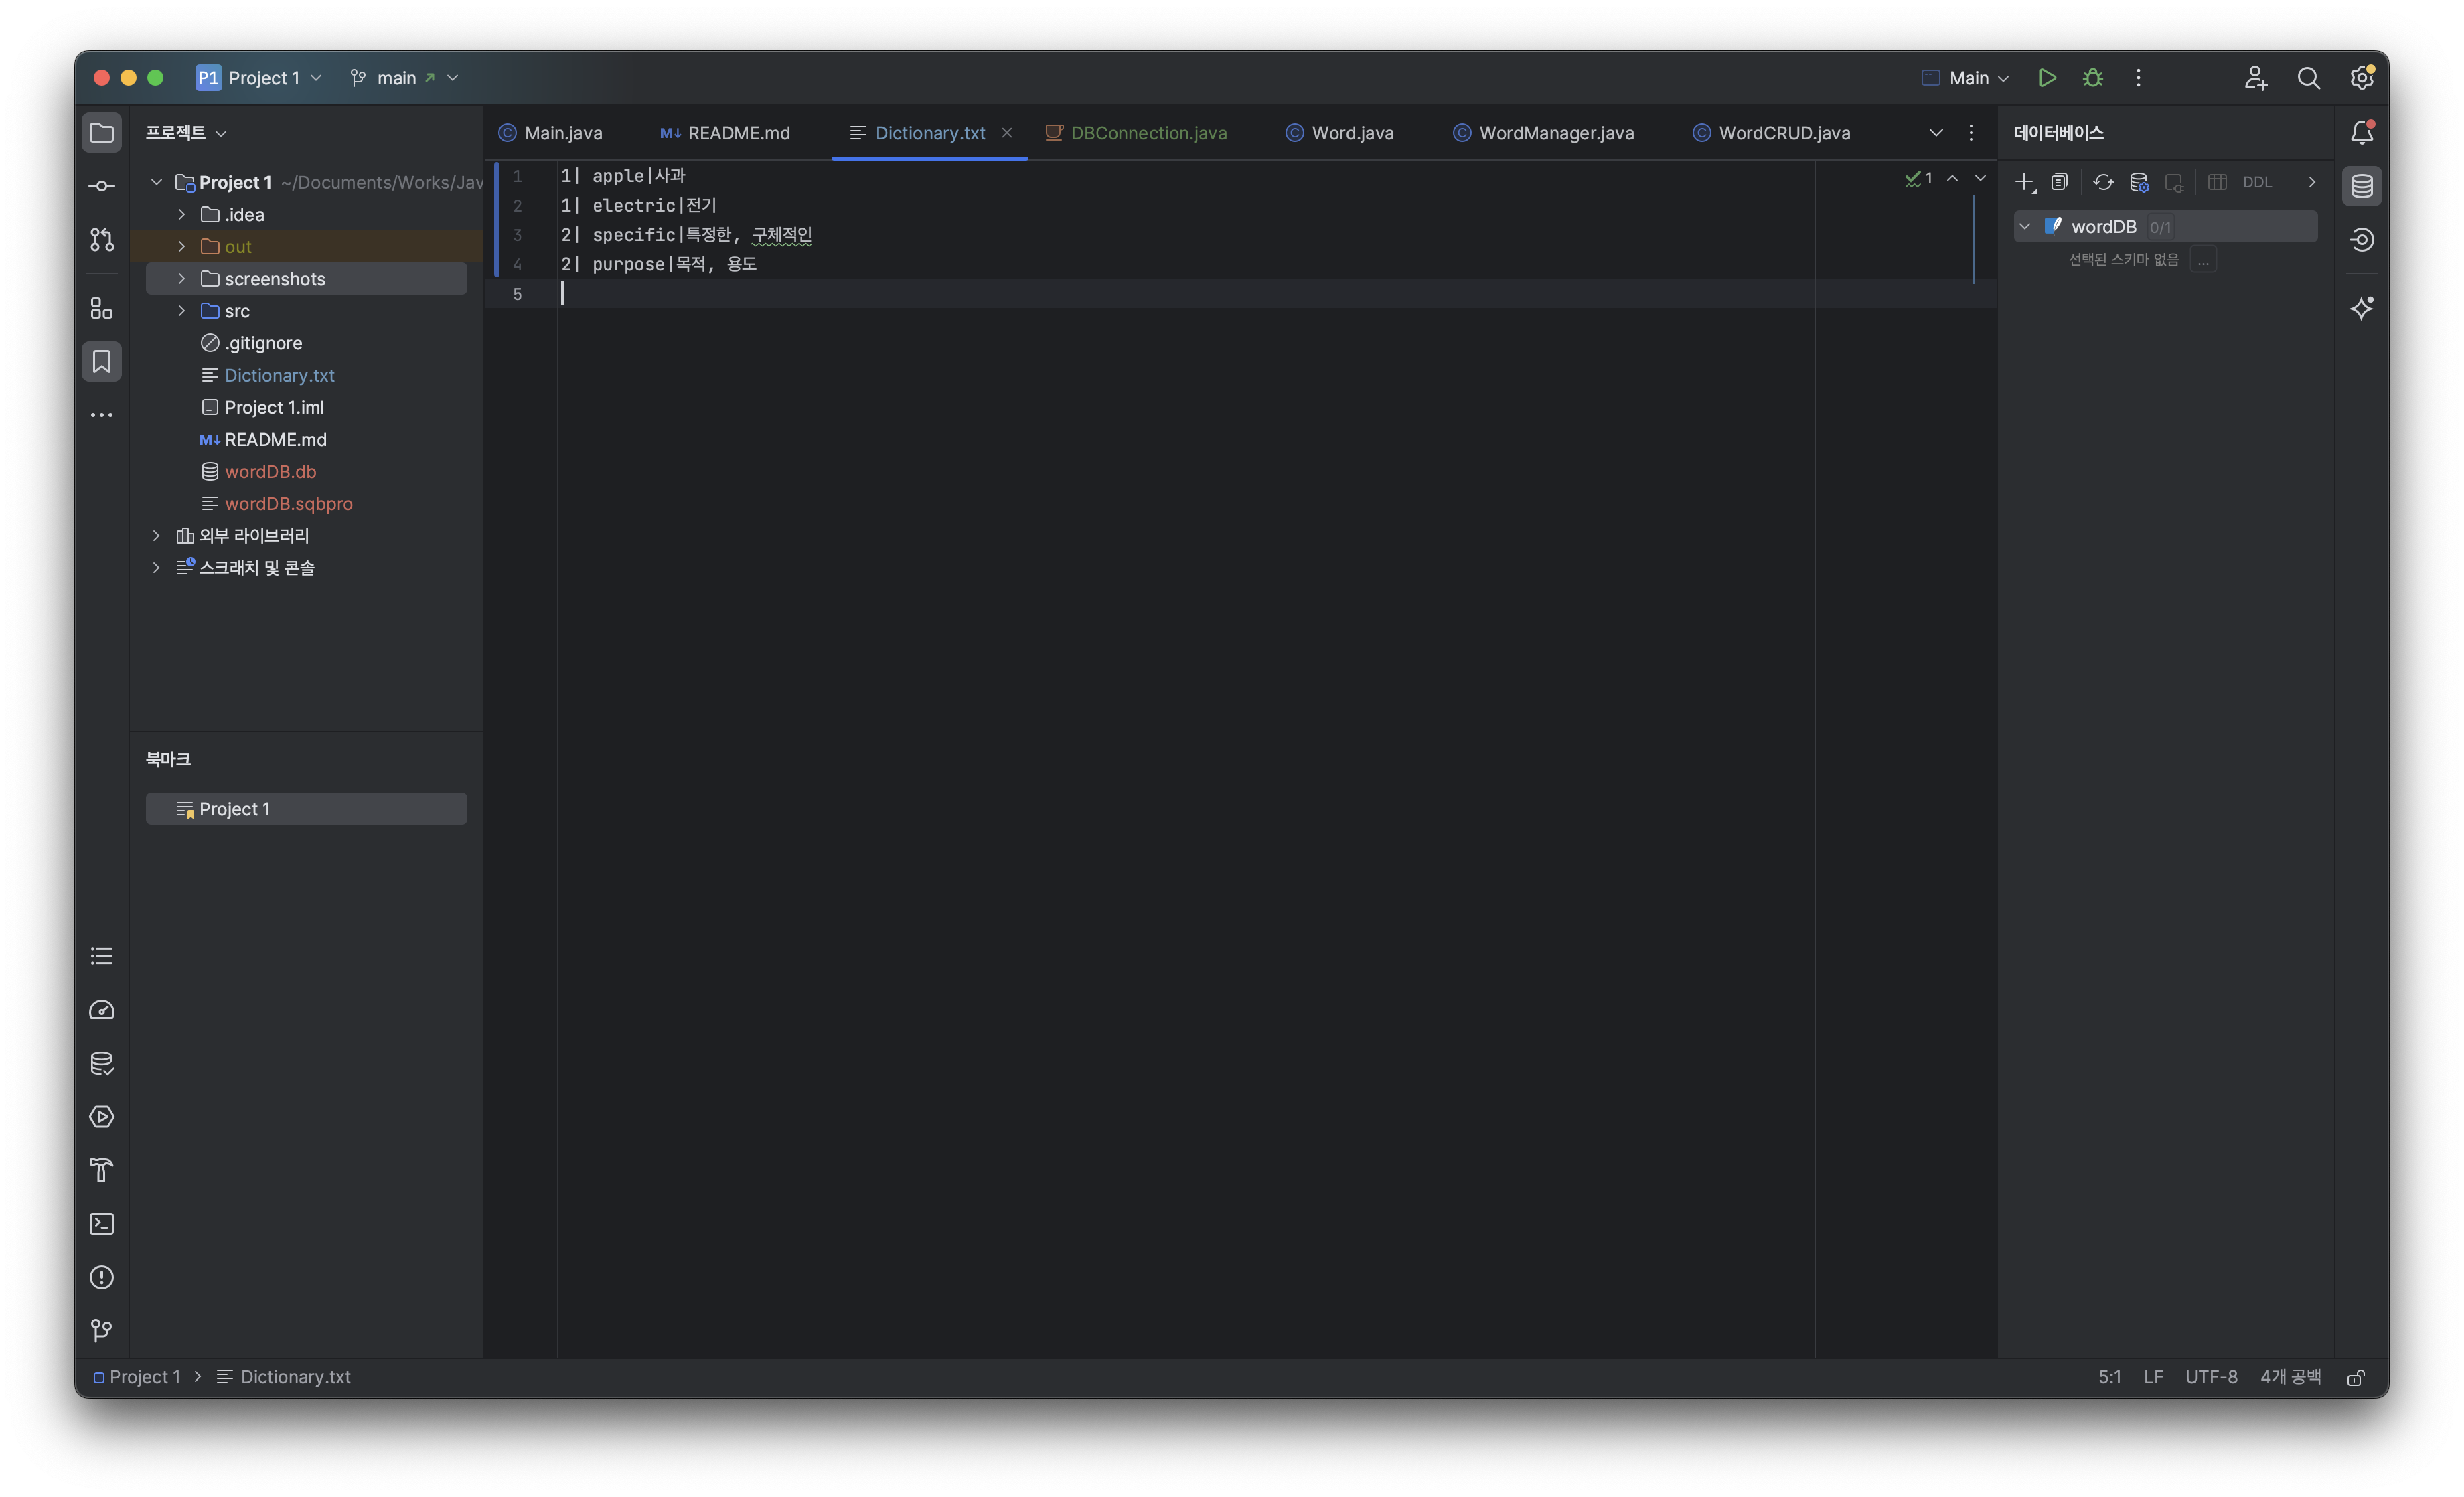 P1 Project 1 main Main
프로젝트
Main.java README.md Dictionary.txt DBConnection.java Word.java WordManager.java WordCRUD.java
데이터베이스
Project 1 ~/Documents/Works/Jav
.idea
out
screenshots
src
.gitignore
Dictionary.txt
Project 1.iml
M↓ README.md
wordDB.db
wordDB.sqbpro
외부 라이브러리
스크래치 및 콘솔
북마크
Project 1
1 1| apple|사과
2 1| electric|전기
3 2| specific|특정한, 구체적인
4 2| purpose|목적, 용도
5
1
DDL
wordDB 0/1
선택된 스키마 없음 ...
Project 1 > Dictionary.txt
5:1 LF UTF-8 4개 공백